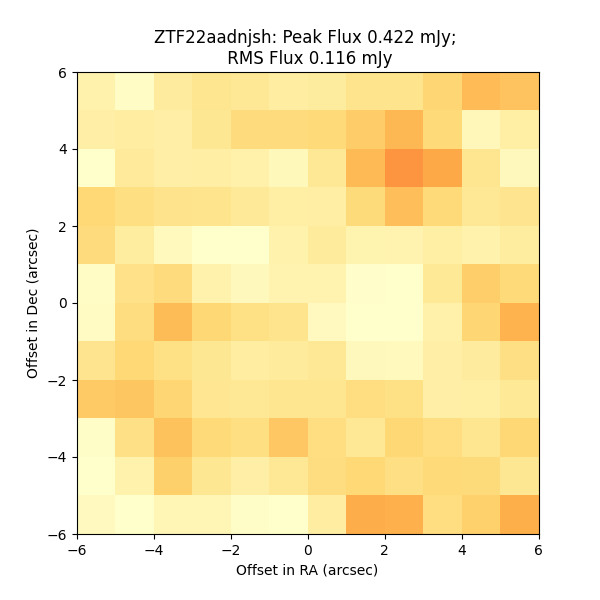 ZTF22aadnjsh: Peak Flux 0.422 mJy;
RMS Flux 0.116 mJy
6
4
2
0
−2
−4
−6
Offset in Dec (arcsec)
−6 −4 −2 0 2 4 6
Offset in RA (arcsec)